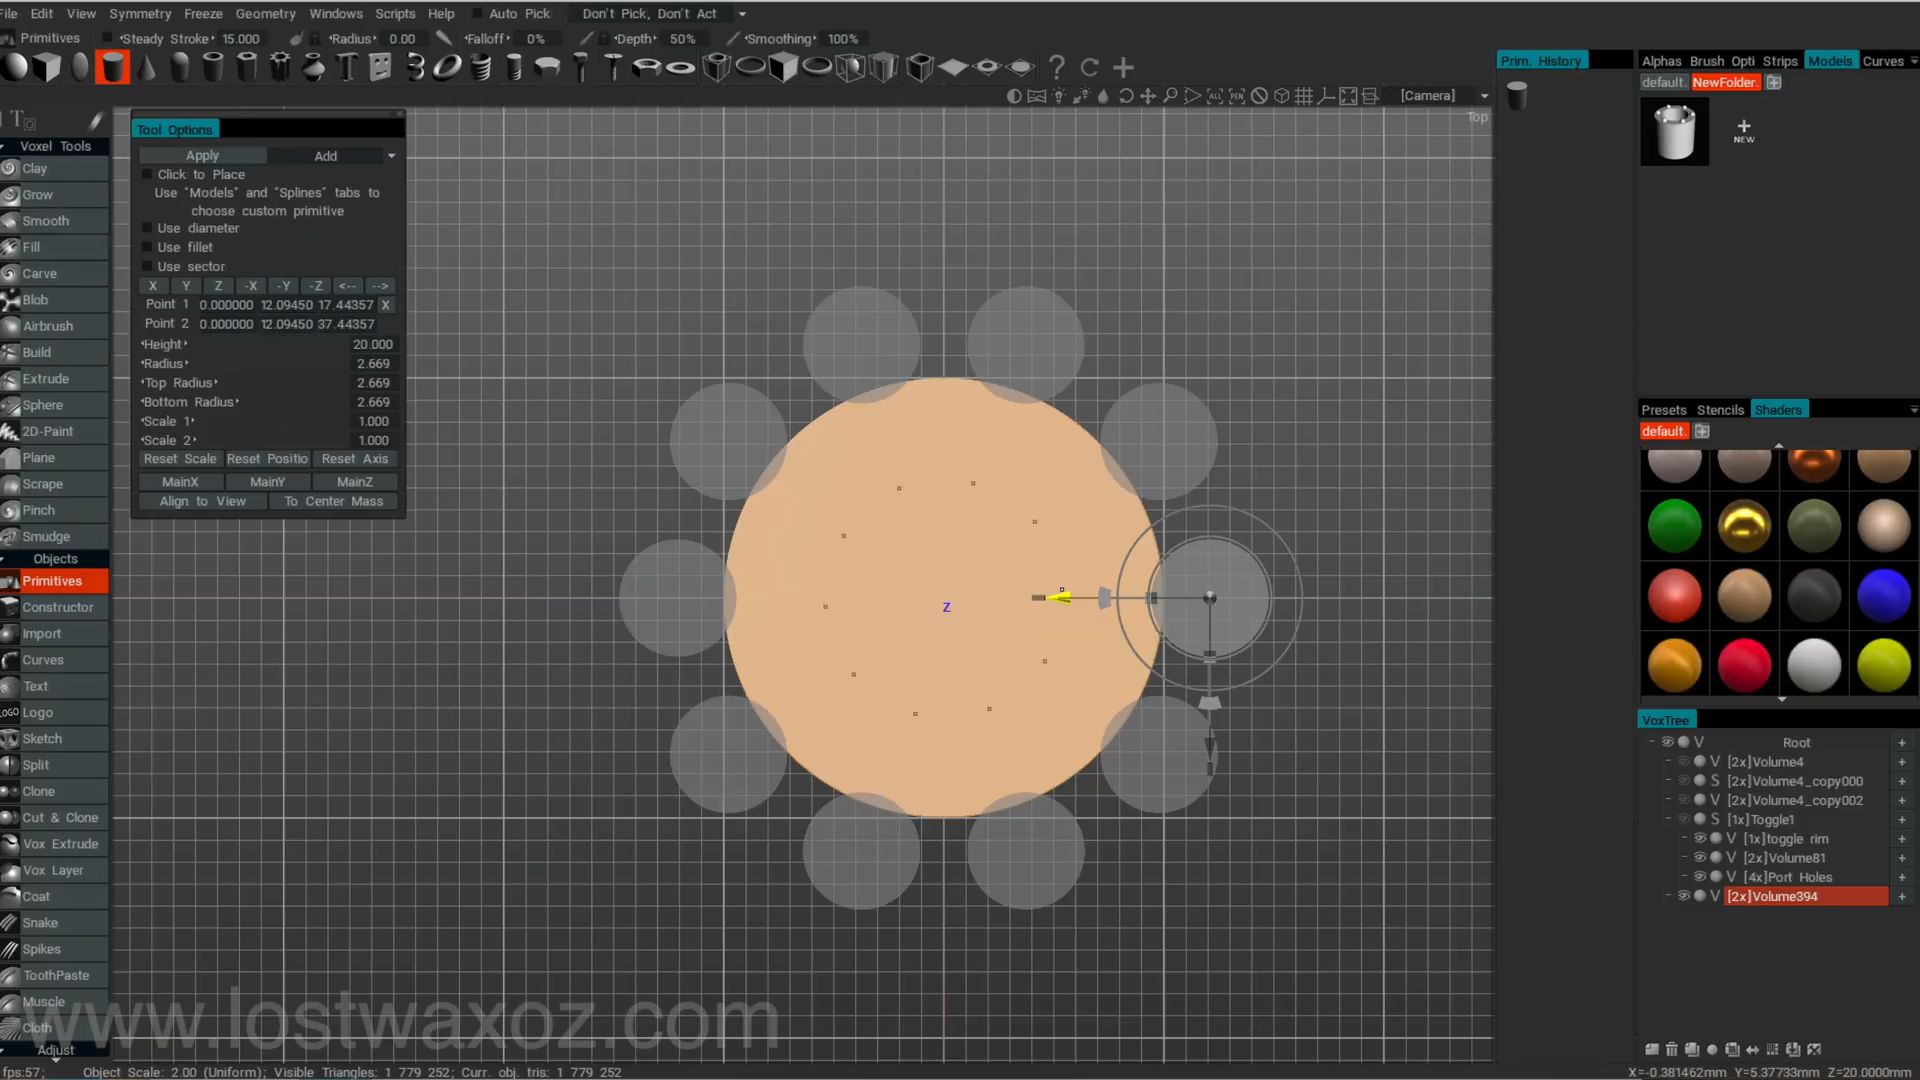 File Edit View Symmetry Freeze Geometry Windows Scripts Help Auto Pick Don't Pick, Don't Act
Primitives Steady Stroke 15.000 Radius 0.00 Falloff 0% Depth 50% Smoothing 100%
Prim. History
Alphas Brush Opti Strips Models Curves
default. NewFolder.
NEW
[Camera]
Top
Tool Options
Apply Add
Click to Place
Use "Models" and "Splines" tabs to
choose custom primitive
Use diameter
Use fillet
Use sector
X Y Z -X -Y -Z <-- -->
Point 1 0.000000 12.09450 17.44357 X
Point 2 0.000000 12.09450 37.44357
Height 20.000
Radius 2.669
Top Radius 2.669
Bottom Radius 2.669
Scale 1 1.000
Scale 2 1.000
Reset Scale Reset Positio Reset Axis
MainX MainY MainZ
Align to View To Center Mass
Voxel Tools
Clay
Grow
Smooth
Fill
Carve
Blob
Airbrush
Build
Extrude
Sphere
2D-Paint
Plane
Scrape
Pinch
Smudge
Objects
Primitives
Constructor
Import
Curves
Text
LOGO Logo
Sketch
Split
Clone
Cut & Clone
Vox Extrude
Vox Layer
Coat
Snake
Spikes
ToothPaste
Muscle
Cloth
Adjust
Z
Presets Stencils Shaders
default.
VoxTree
V Root +
V [2x]Volume4 +
S [2x]Volume4_copy000 +
V [2x]Volume4_copy002 +
S [1x]Toggle1 +
V [1x]toggle rim +
V [2x]Volume81 +
V [4x]Port Holes +
V [2x]Volume394 +
www.lostwaxoz.com
fps:57; Object Scale: 2.00 (Uniform); Visible Triangles: 1 779 252; Curr. obj. tris: 1 779 252
X=-0.381462mm Y=5.37733mm Z=20.0000mm